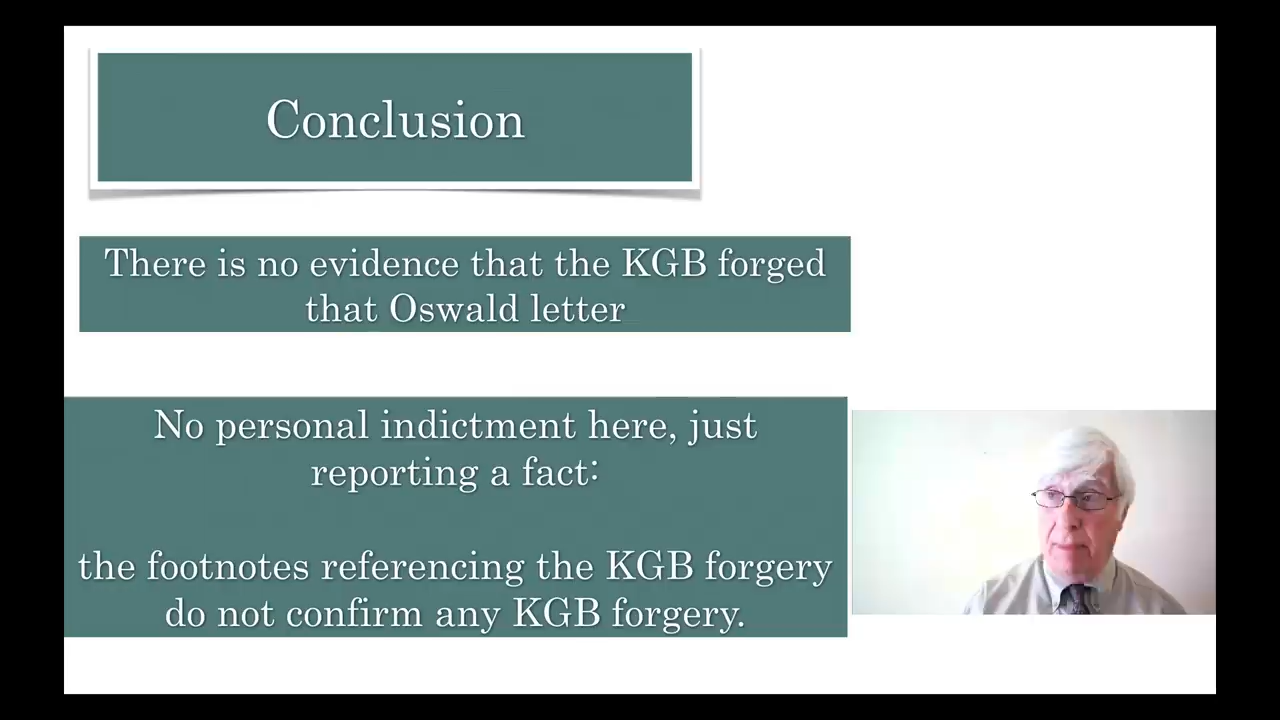 Conclusion
There is no evidence that the KGB forged
that Oswald letter
No personal indictment here, just
reporting a fact:
the footnotes referencing the KGB forgery
do not confirm any KGB forgery.